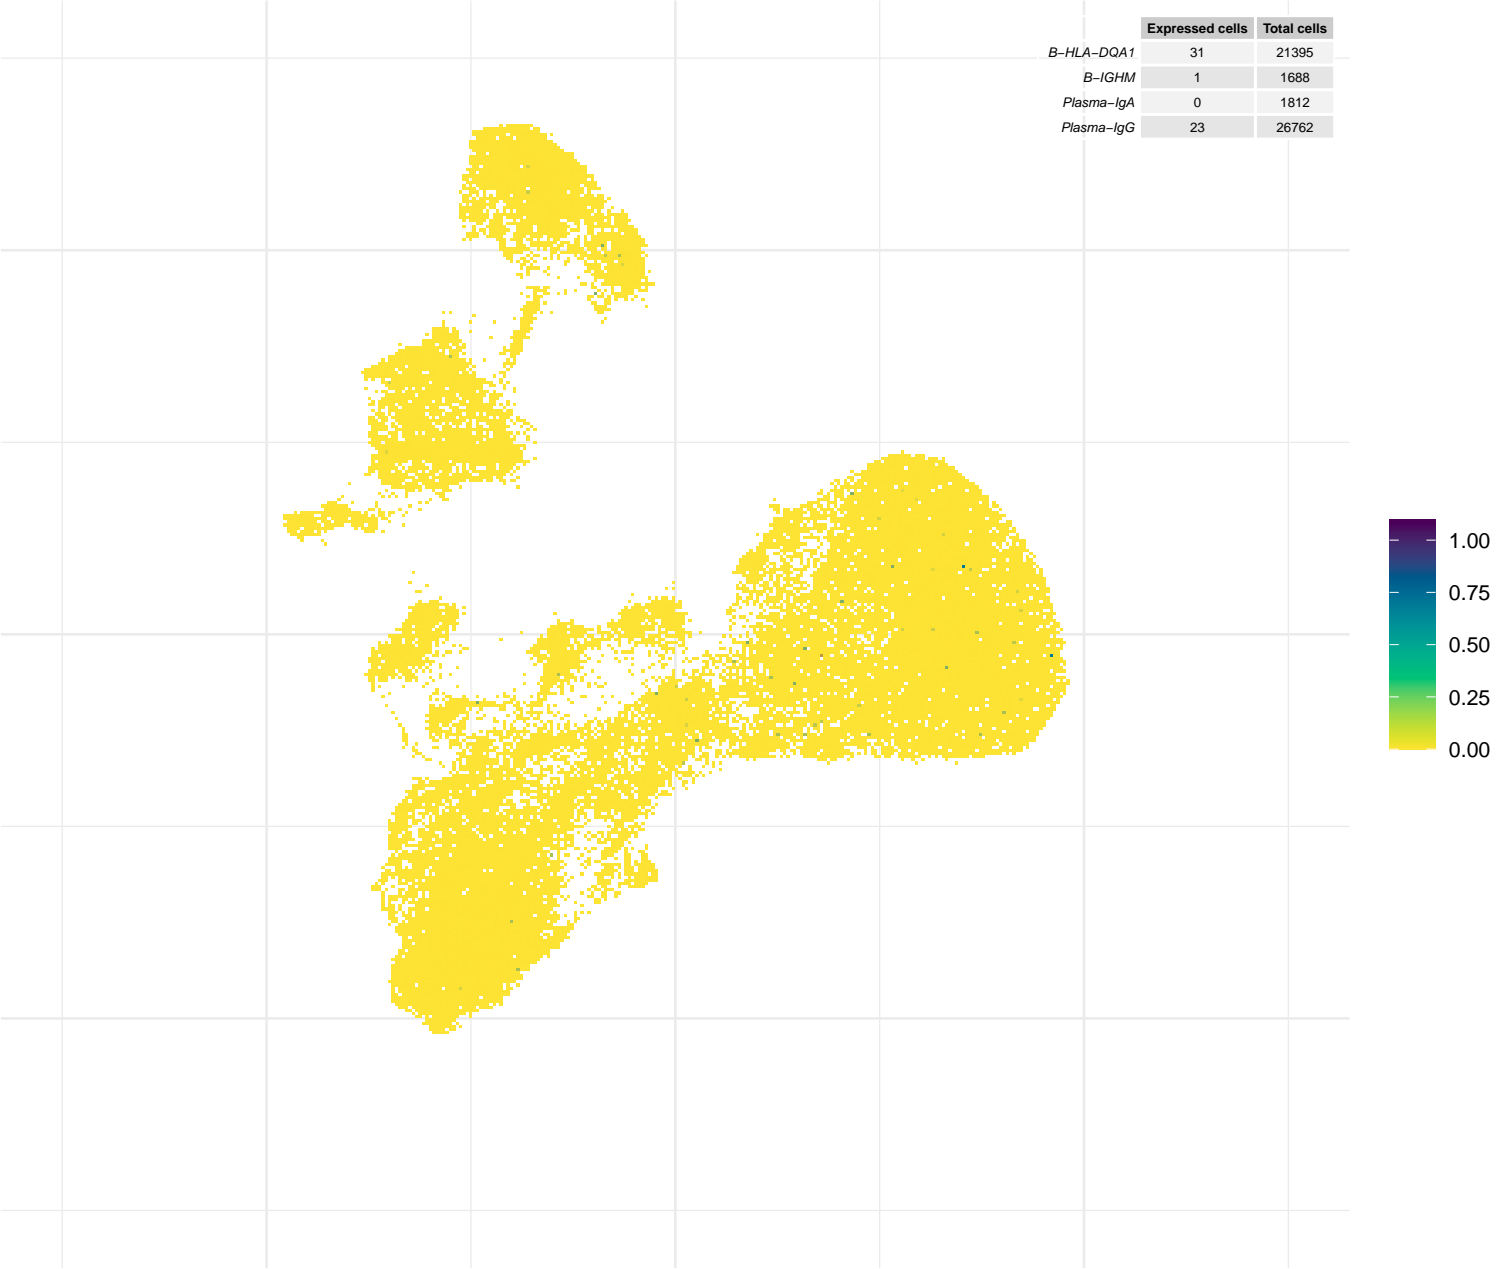 Expressed cells Total cells
B−HLA−DQA1 31 21395
B−IGHM 1 1688
Plasma−IgA 0 1812
Plasma−IgG 23 26762
1.00
0.75
0.50
0.25
0.00